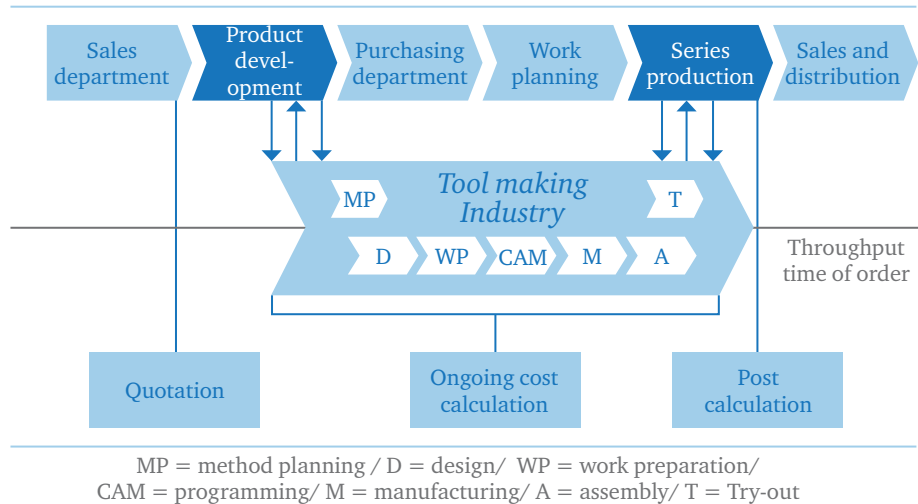 Sales
department
Product
devel-
opment
Purchasing
department
Work
planning
Series
production
Sales and
distribution
Tool making
Industry
MP
T
D
WP
CAM
M
A
Throughput
time of order
Quotation
Ongoing cost
calculation
Post
calculation
MP = method planning / D = design/ WP = work preparation/
CAM = programming/ M = manufacturing/ A = assembly/ T = Try-out